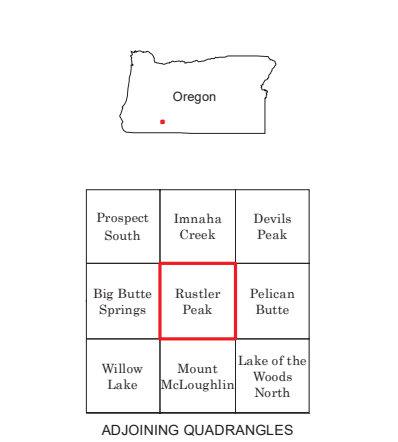 Oregon
Prospect
South
Imnaha
Creek
Devils
Peak
Big Butte
Springs
Rustler
Peak
Pelican
Butte
Willow
Lake
Mount
McLoughlin
Lake of the
Woods
North
ADJOINING QUADRANGLES